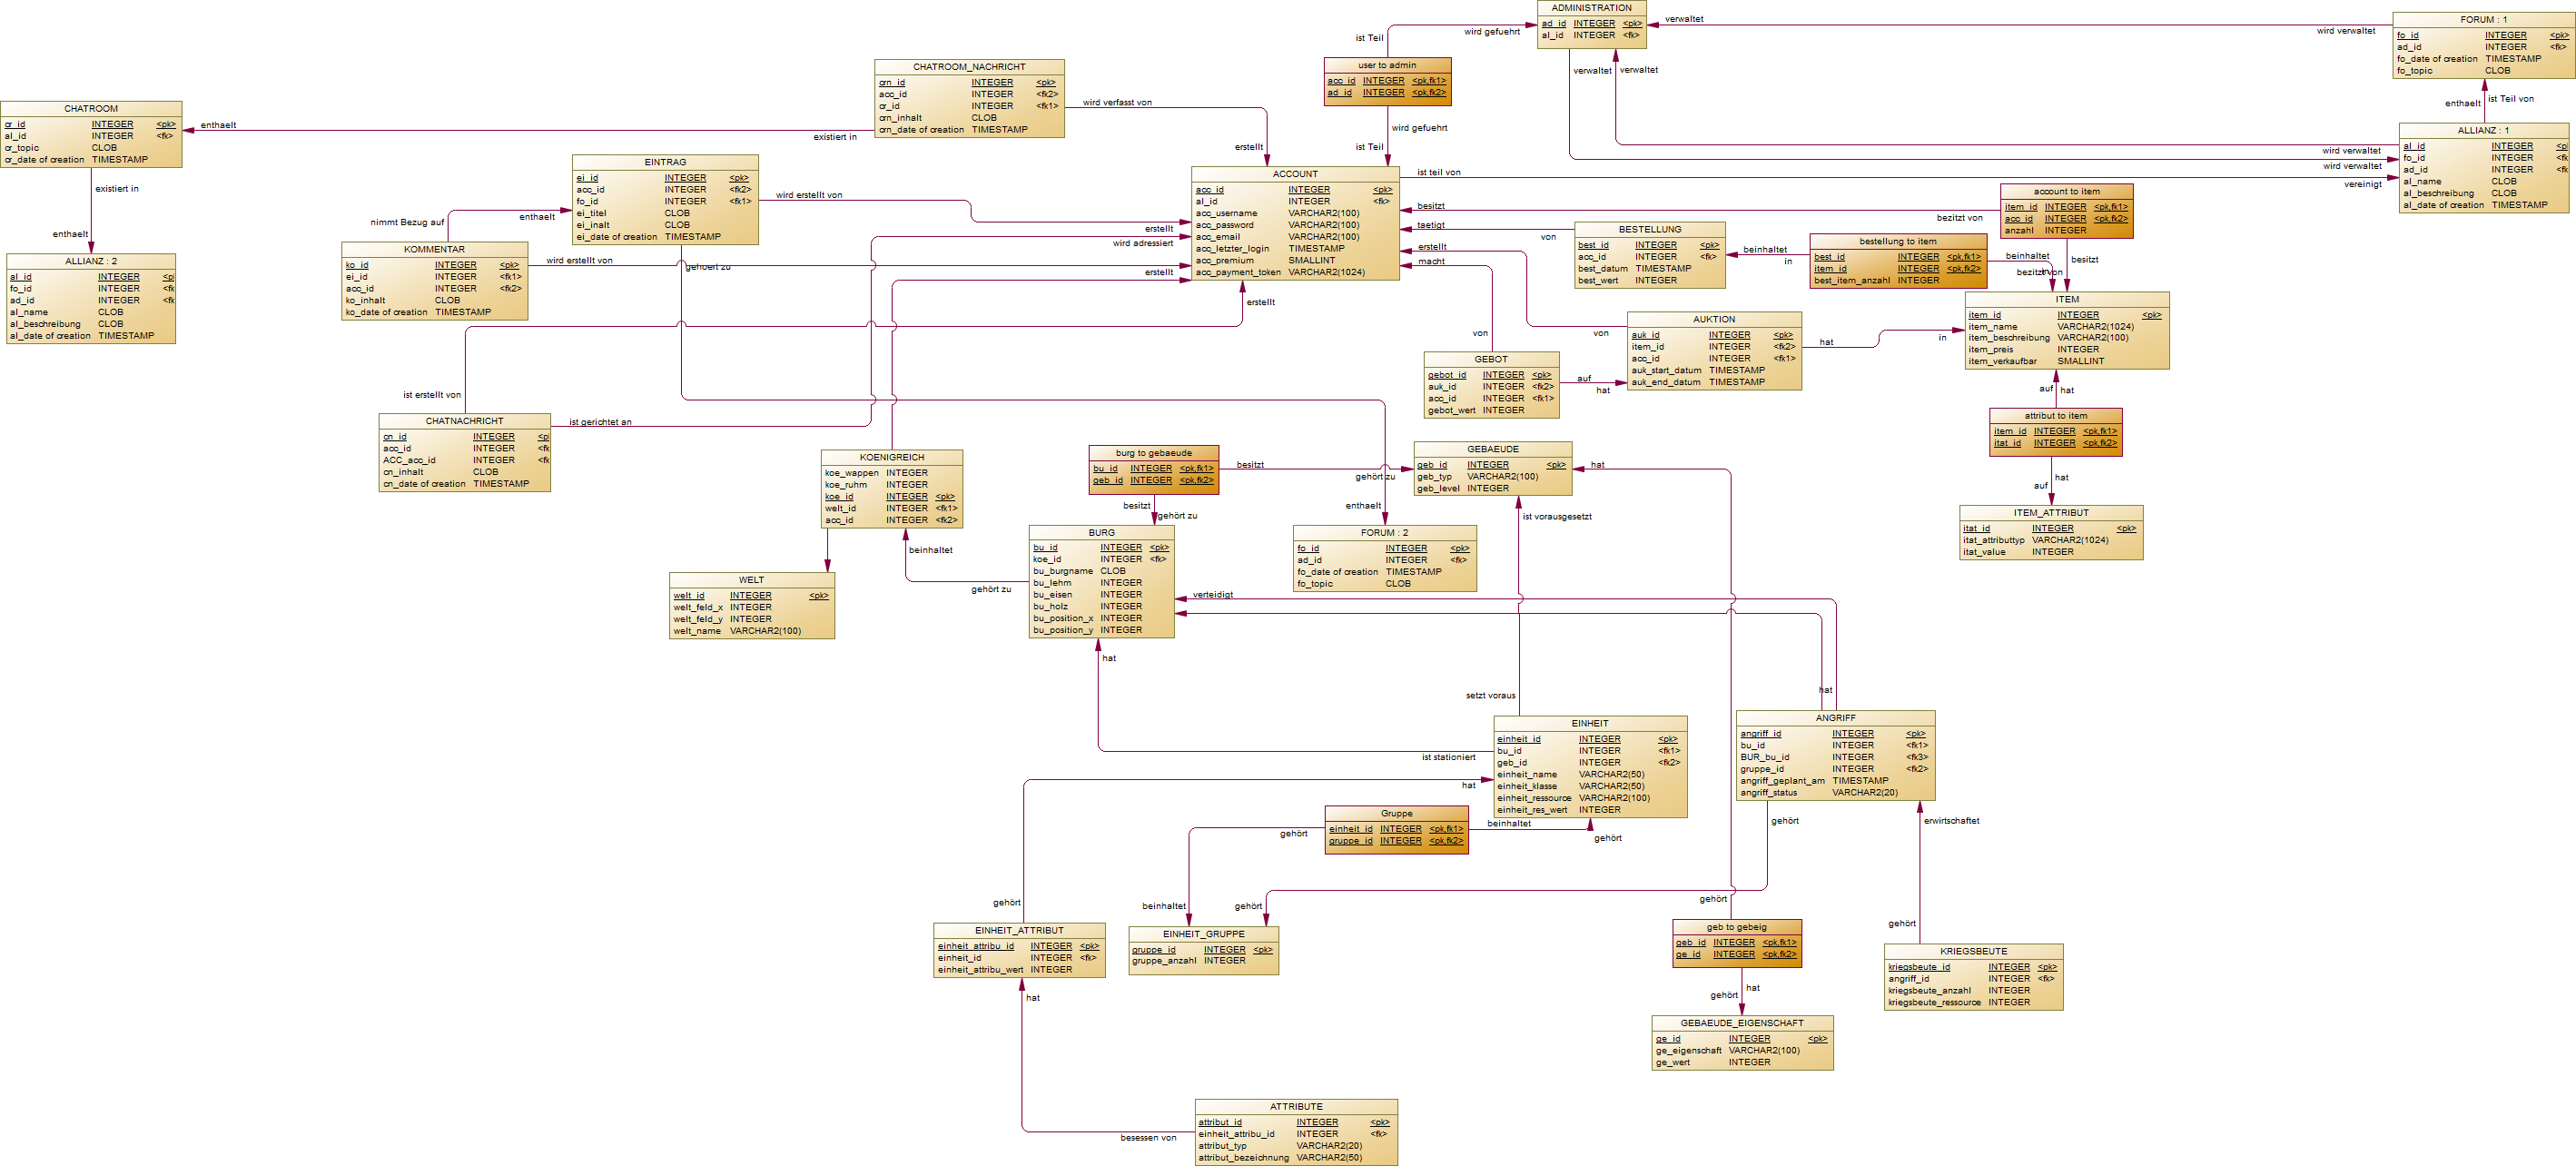 ADMINISTRATION
ad_id INTEGER <pk>
al_id INTEGER <fk>
verwaltet
wird verwaltet
FORUM : 1
fo_id INTEGER <pk>
ad_id INTEGER <fk>
fo_date of creation TIMESTAMP
fo_topic CLOB
ist Teil
wird gefuehrt
user to admin
acc_id INTEGER <pk,fk1>
ad_id INTEGER <pk,fk2>
wird gefuehrt
ist Teil
verwaltet
verwaltet
wird verwaltet
wird verwaltet
enthaelt
ist Teil von
ALLIANZ : 1
al_id INTEGER <pl
fo_id INTEGER <fk
ad_id INTEGER <fk
al_name CLOB
al_beschreibung CLOB
al_date of creation TIMESTAMP
CHATROOM_NACHRICHT
crn_id INTEGER <pk>
acc_id INTEGER <fk2>
cr_id INTEGER <fk1>
crn_inhalt CLOB
crn_date of creation TIMESTAMP
wird verfasst von
erstellt
existiert in
enthaelt
CHATROOM
cr_id INTEGER <pk>
al_id INTEGER <fk>
cr_topic CLOB
cr_date of creation TIMESTAMP
existiert in
enthaelt
ALLIANZ : 2
al_id INTEGER <pl
fo_id INTEGER <fk
ad_id INTEGER <fk
al_name CLOB
al_beschreibung CLOB
al_date of creation TIMESTAMP
EINTRAG
ei_id INTEGER <pk>
acc_id INTEGER <fk2>
fo_id INTEGER <fk1>
ei_titel CLOB
ei_inalt CLOB
ei_date of creation TIMESTAMP
wird erstellt von
erstellt
nimmt Bezug auf
enthaelt
KOMMENTAR
ko_id INTEGER <pk>
ei_id INTEGER <fk1>
acc_id INTEGER <fk2>
ko_inhalt CLOB
ko_date of creation TIMESTAMP
wird erstellt von
gehoert zu
wird adressiert
erstellt
erstellt
ACCOUNT
acc_id INTEGER <pk>
al_id INTEGER <fk>
acc_username VARCHAR2(100)
acc_password VARCHAR2(100)
acc_email VARCHAR2(100)
acc_letzter_login TIMESTAMP
acc_premium SMALLINT
acc_payment_token VARCHAR2(1024)
ist teil von
vereinigt
besitzt
bezitzt von
taetigt
von
erstellt
von
macht
von
account to item
item_id INTEGER <pk,fk1>
acc_id INTEGER <pk,fk2>
anzahl INTEGER
besitzt
bezitzt von
BESTELLUNG
best_id INTEGER <pk>
acc_id INTEGER <fk>
best_datum TIMESTAMP
best_wert INTEGER
beinhaltet
in
bestellung to item
best_id INTEGER <pk,fk1>
item_id INTEGER <pk,fk2>
best_item_anzahl INTEGER
beinhaltet
in
ITEM
item_id INTEGER <pk>
item_name VARCHAR2(1024)
item_beschreibung VARCHAR2(100)
item_preis INTEGER
item_verkaufbar SMALLINT
AUKTION
auk_id INTEGER <pk>
item_id INTEGER <fk2>
acc_id INTEGER <fk1>
auk_start_datum TIMESTAMP
auk_end_datum TIMESTAMP
hat
in
GEBOT
gebot_id INTEGER <pk>
auk_id INTEGER <fk2>
acc_id INTEGER <fk1>
gebot_wert INTEGER
auf
hat
auf
hat
attribut to item
item_id INTEGER <pk,fk1>
itat_id INTEGER <pk,fk2>
hat
auf
ITEM_ATTRIBUT
itat_id INTEGER <pk>
itat_attributtyp VARCHAR2(1024)
itat_value INTEGER
ist erstellt von
CHATNACHRICHT
cn_id INTEGER <pl
acc_id INTEGER <fk
ACC_acc_id INTEGER <fk
cn_inhalt CLOB
cn_date of creation TIMESTAMP
ist gerichtet an
KOENIGREICH
koe_wappen INTEGER
koe_ruhm INTEGER
koe_id INTEGER <pk>
welt_id INTEGER <fk1>
acc_id INTEGER <fk2>
beinhaltet
gehört zu
WELT
welt_id INTEGER <pk>
welt_feld_x INTEGER
welt_feld_y INTEGER
welt_name VARCHAR2(100)
burg to gebaeude
bu_id INTEGER <pk,fk1>
geb_id INTEGER <pk,fk2>
besitzt
gehört zu
besitzt
gehört zu
GEBAEUDE
geb_id INTEGER <pk>
geb_typ VARCHAR2(100)
geb_level INTEGER
hat
ist vorausgesetzt
enthaelt
FORUM : 2
fo_id INTEGER <pk>
ad_id INTEGER <fk>
fo_date of creation TIMESTAMP
fo_topic CLOB
BURG
bu_id INTEGER <pk>
koe_id INTEGER <fk>
bu_burgname CLOB
bu_lehm INTEGER
bu_eisen INTEGER
bu_holz INTEGER
bu_position_x INTEGER
bu_position_y INTEGER
verteidigt
hat
hat
setzt voraus
ist stationiert
EINHEIT
einheit_id INTEGER <pk>
bu_id INTEGER <fk1>
geb_id INTEGER <fk2>
einheit_name VARCHAR2(50)
einheit_klasse VARCHAR2(50)
einheit_ressource VARCHAR2(100)
einheit_res_wert INTEGER
ANGRIFF
angriff_id INTEGER <pk>
bu_id INTEGER <fk1>
BUR_bu_id INTEGER <fk3>
gruppe_id INTEGER <fk2>
angriff_geplant_am TIMESTAMP
angriff_status VARCHAR2(20)
hat
gehört
Gruppe
einheit_id INTEGER <pk,fk1>
gruppe_id INTEGER <pk,fk2>
gehört
beinhaltet
beinhaltet
gehört
gehört
gehört
erwirtschaftet
gehört
EINHEIT_ATTRIBUT
einheit_attribu_id INTEGER <pk>
einheit_id INTEGER <fk>
einheit_attribu_wert INTEGER
EINHEIT_GRUPPE
gruppe_id INTEGER <pk>
gruppe_anzahl INTEGER
gehört
geb to gebeig
geb_id INTEGER <pk,fk1>
ge_id INTEGER <pk,fk2>
hat
gehört
KRIEGSBEUTE
kriegsbeute_id INTEGER <pk>
angriff_id INTEGER <fk>
kriegsbeute_anzahl INTEGER
kriegsbeute_ressource INTEGER
GEBAEUDE_EIGENSCHAFT
ge_id INTEGER <pk>
ge_eigenschaft VARCHAR2(100)
ge_wert INTEGER
hat
besessen von
ATTRIBUTE
attribut_id INTEGER <pk>
einheit_attribu_id INTEGER <fk>
attribut_typ VARCHAR2(20)
attribut_bezeichnung VARCHAR2(50)